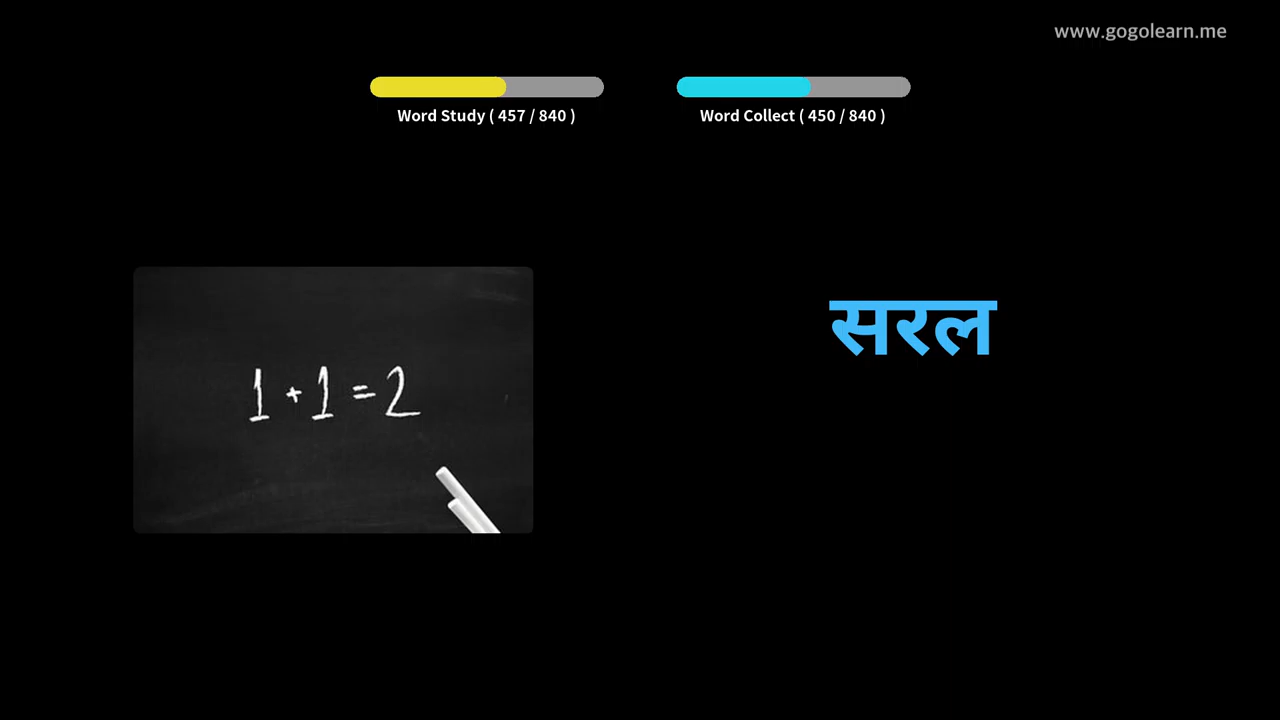 www.gogolearn.me
Word Study ( 457 / 840 )
Word Collect ( 450 / 840 )
1 + 1 = 2
सरल